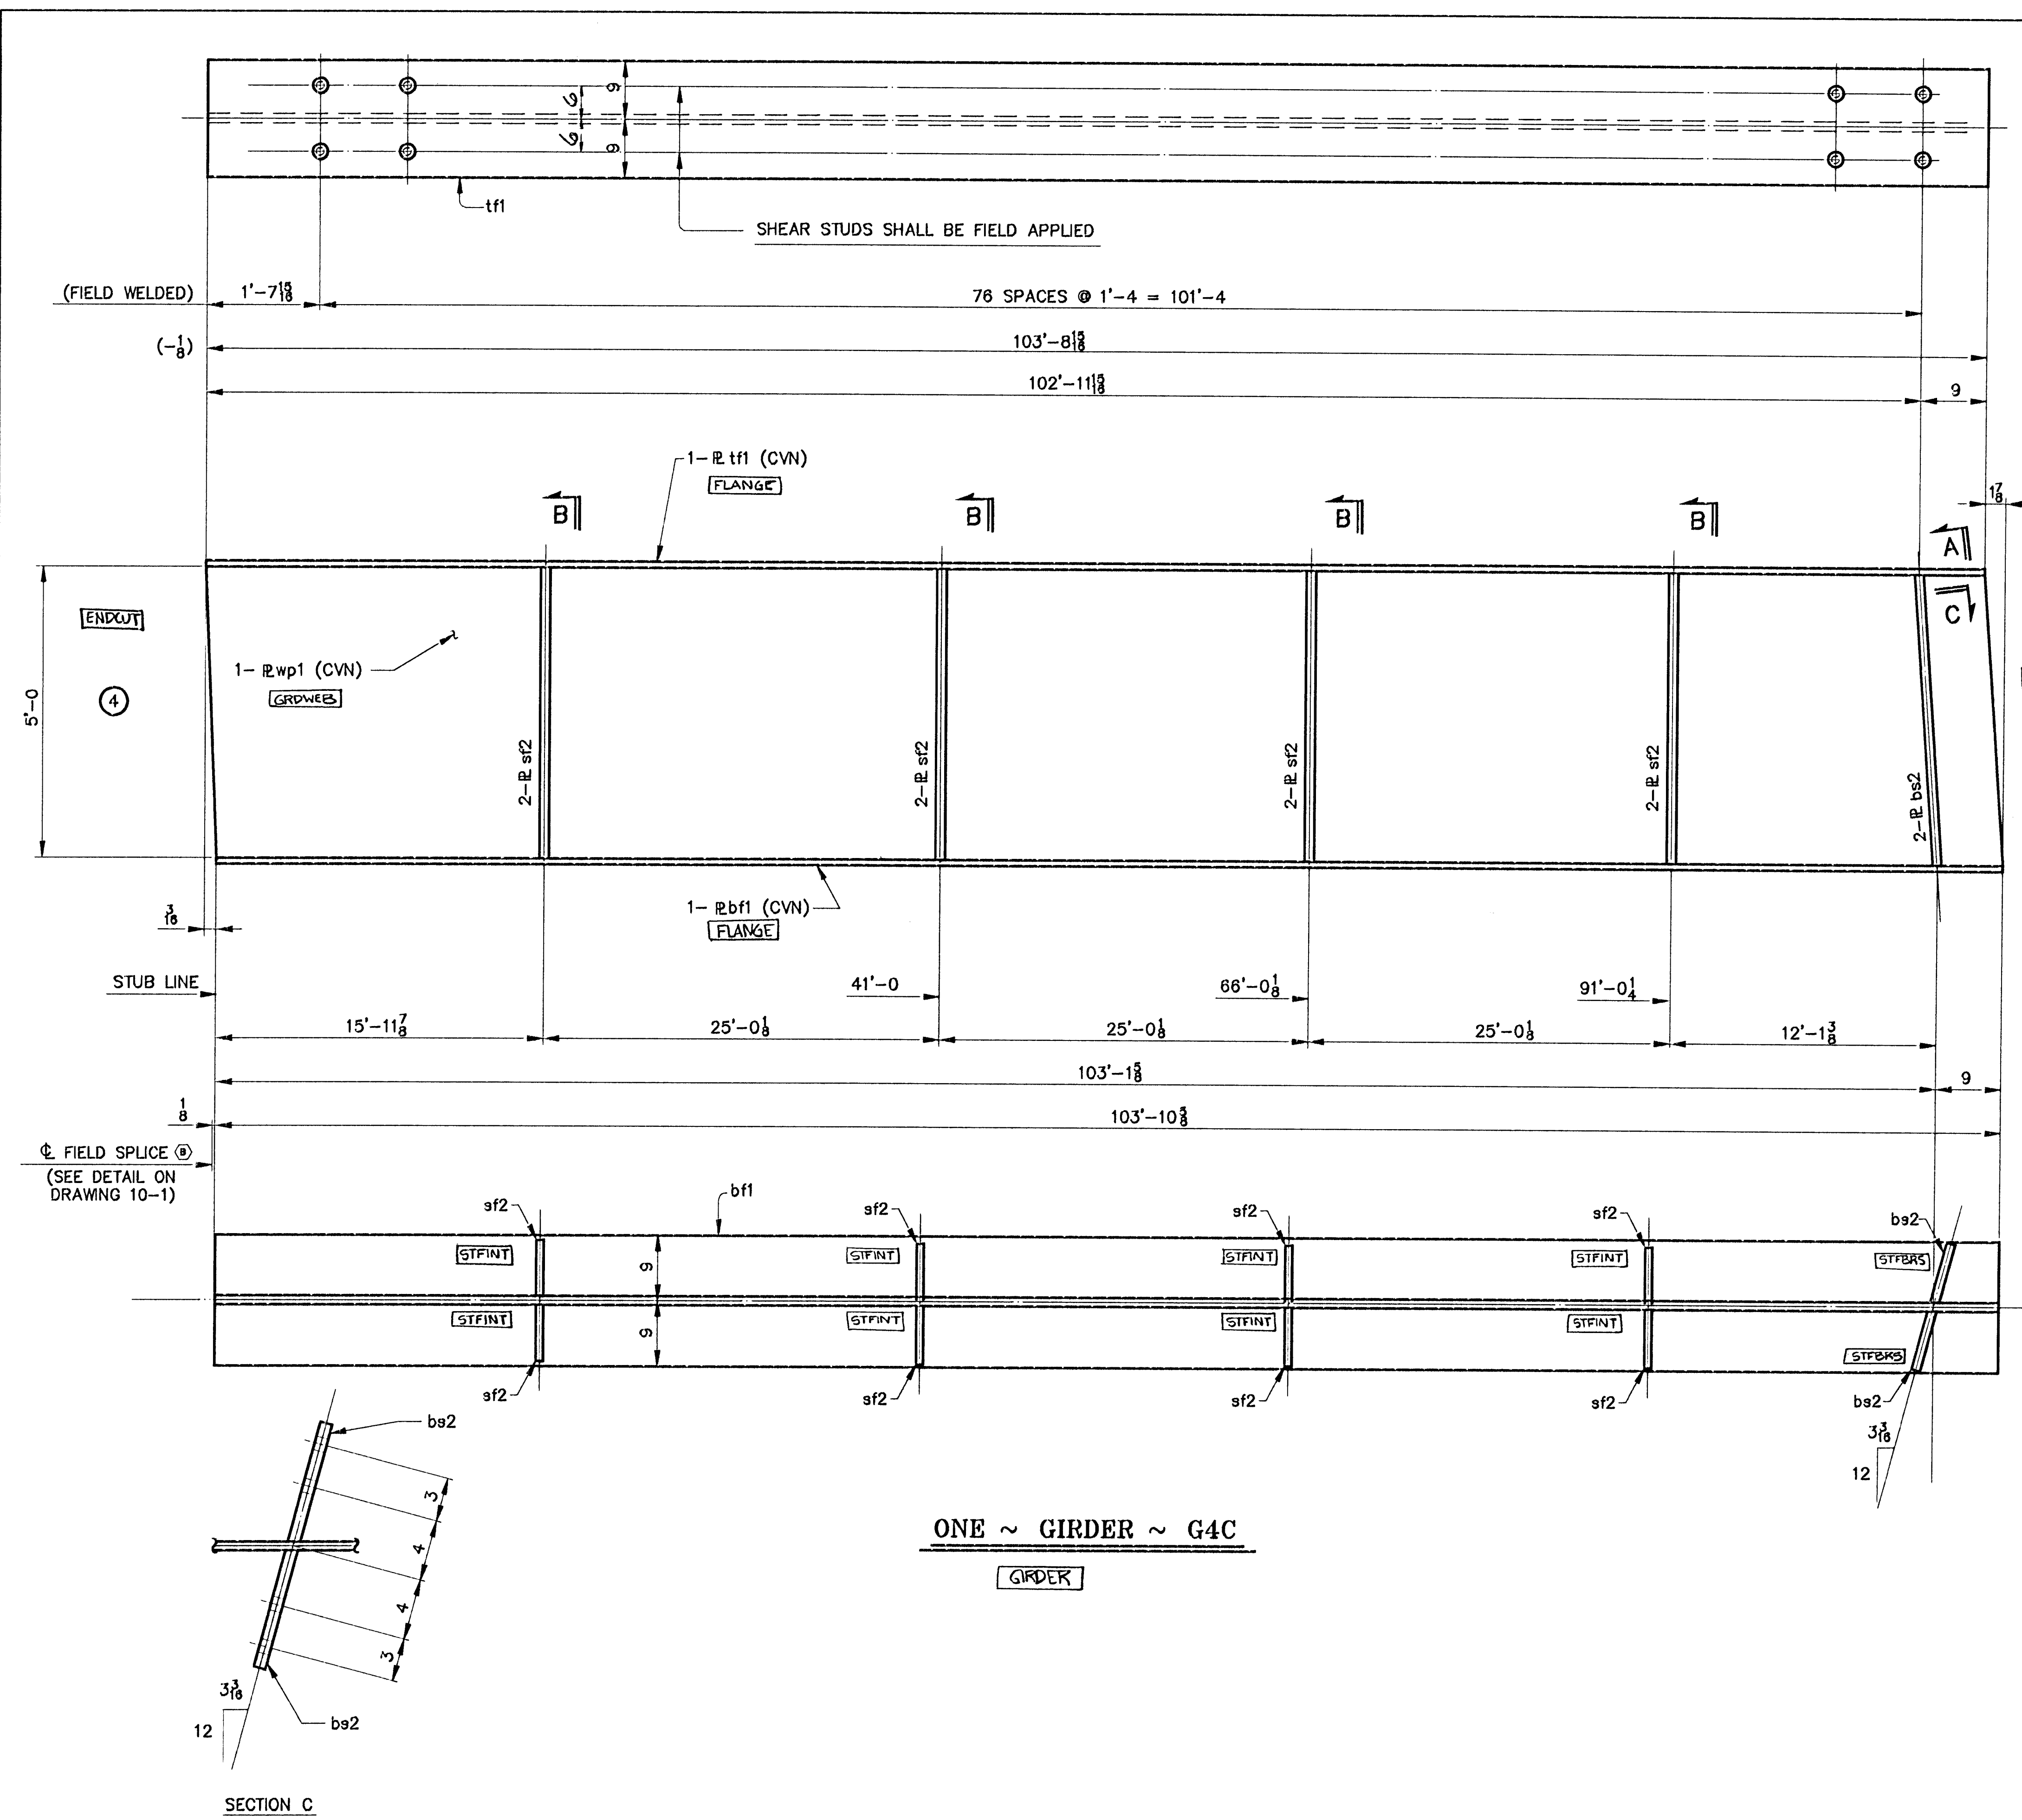 9
6
6
9
tf1
SHEAR STUDS SHALL BE FIELD APPLIED
(FIELD WELDED)
1'-7 15/16
76 SPACES @ 1'-4 = 101'-4
(-1/8)
103'-8 15/16
102'-11 15/16
9
1 7/8
1- ℄ tf1 (CVN)
FLANGE
B
B
B
B
A
C
ENDCUT
4
5'-0
1- PL wp1 (CVN)
GRDWEB
2- PL sf2
2- PL sf2
2- PL sf2
2- PL sf2
2- PL bs2
3/16
1- PL bf1 (CVN)
FLANGE
STUB LINE
41'-0
66'-0 1/8
91'-0 1/4
15'-11 7/8
25'-0 1/8
25'-0 1/8
25'-0 1/8
12'-1 3/8
103'-1 5/8
9
1/8
103'-10 5/8
℄ FIELD SPLICE B
(SEE DETAIL ON
DRAWING 10-1)
bf1
sf2
sf2
sf2
sf2
bs2
STFINT
STFINT
STFINT
STFINT
STFBRS
9
9
STFINT
STFINT
STFINT
STFINT
STFBRS
sf2
sf2
sf2
sf2
bs2
3 3/16
12
bs2
3
4
4
3
3 3/16
12
bs2
SECTION C
ONE ~ GIRDER ~ G4C
GIRDER